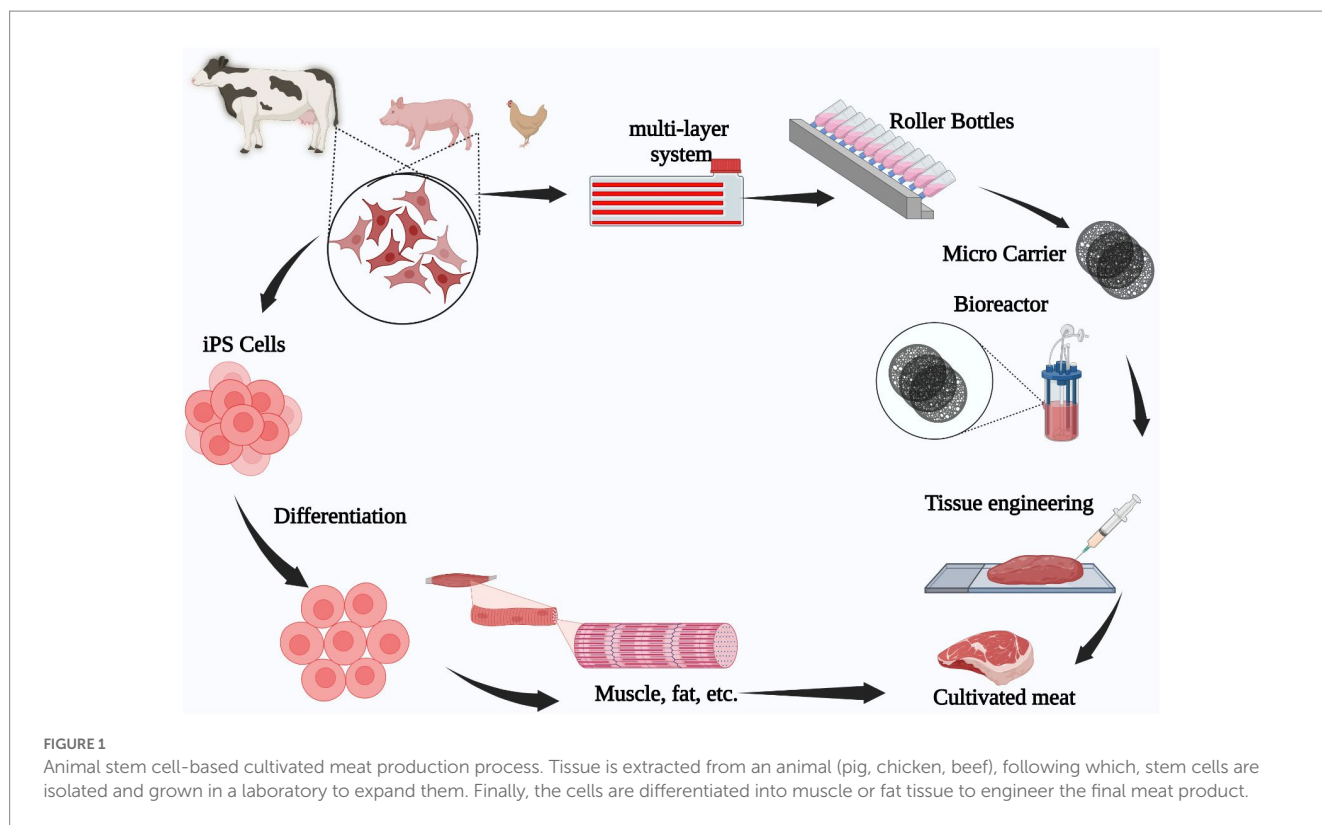 multi-layer
system
Roller Bottles
Micro Carrier
Bioreactor
iPS Cells
Differentiation
Tissue engineering
Muscle, fat, etc.
Cultivated meat
FIGURE 1
Animal stem cell-based cultivated meat production process. Tissue is extracted from an animal (pig, chicken, beef), following which, stem cells are
isolated and grown in a laboratory to expand them. Finally, the cells are differentiated into muscle or fat tissue to engineer the final meat product.